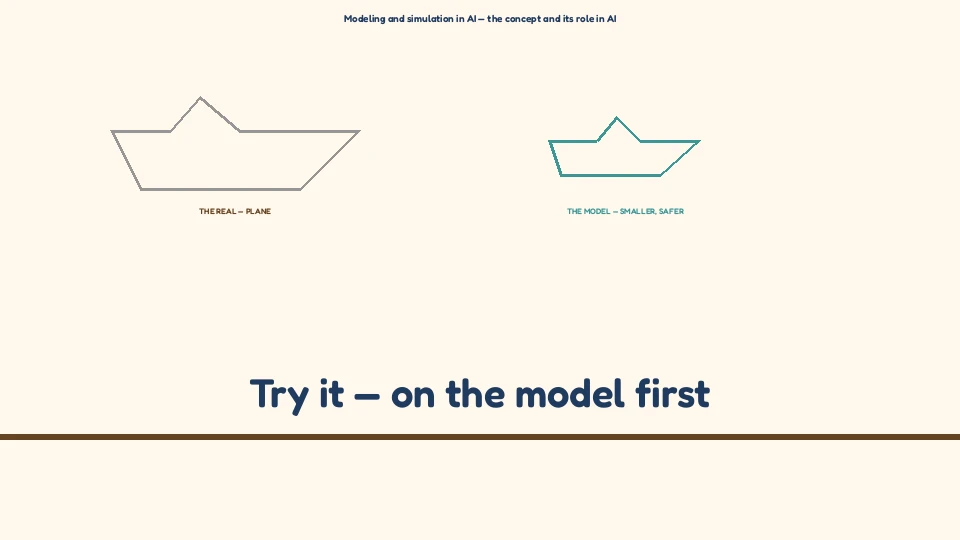 Modeling and simulation in AI — the concept and its role in AI
THE REAL — PLANE
THE MODEL — SMALLER, SAFER
Try it — on the model first